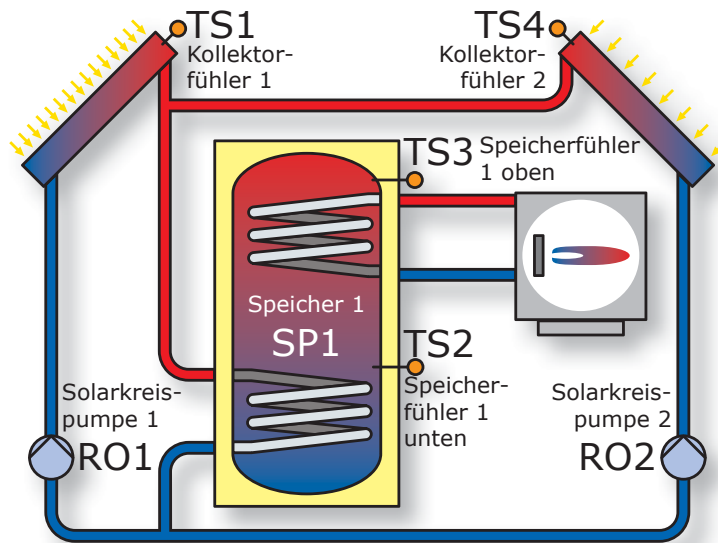 TS1
Kollektor-
fühler 1
TS4
Kollektor-
fühler 2
TS3
Speicherfühler
1 oben
Speicher 1
SP1
TS2
Speicher-
fühler 1
unten
Solarkreis-
pumpe 1
RO1
Solarkreis-
pumpe 2
RO2